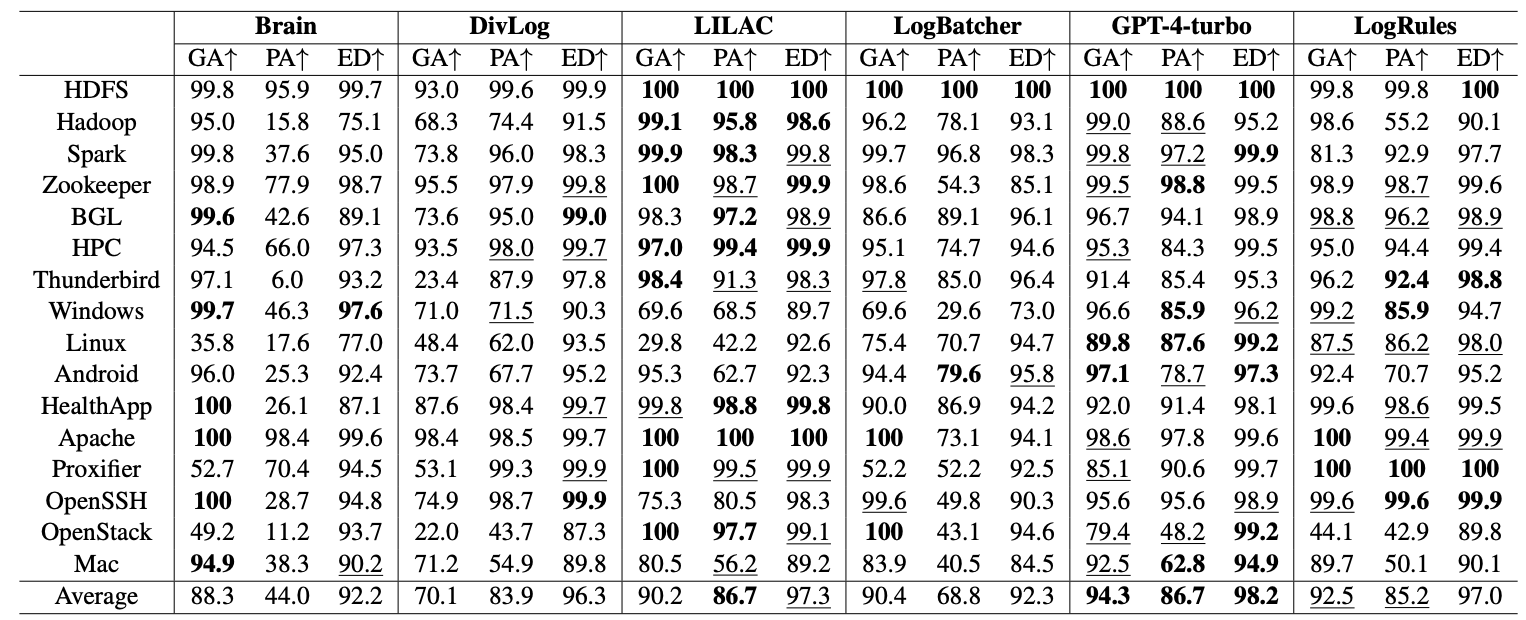 Brain DivLog LILAC LogBatcher GPT-4-turbo LogRules
GA↑ PA↑ ED↑ GA↑ PA↑ ED↑ GA↑ PA↑ ED↑ GA↑ PA↑ ED↑ GA↑ PA↑ ED↑ GA↑ PA↑ ED↑
HDFS 99.8 95.9 99.7 93.0 99.6 99.9 100 100 100 100 100 100 100 100 100 99.8 99.8 100
Hadoop 95.0 15.8 75.1 68.3 74.4 91.5 99.1 95.8 98.6 96.2 78.1 93.1 99.0 88.6 95.2 98.6 55.2 90.1
Spark 99.8 37.6 95.0 73.8 96.0 98.3 99.9 98.3 99.8 99.7 96.8 98.3 99.8 97.2 99.9 81.3 92.9 97.7
Zookeeper 98.9 77.9 98.7 95.5 97.9 99.8 100 98.7 99.9 98.6 54.3 85.1 99.5 98.8 99.5 98.9 98.7 99.6
BGL 99.6 42.6 89.1 73.6 95.0 99.0 98.3 97.2 98.9 86.6 89.1 96.1 96.7 94.1 98.9 98.8 96.2 98.9
HPC 94.5 66.0 97.3 93.5 98.0 99.7 97.0 99.4 99.9 95.1 74.7 94.6 95.3 84.3 99.5 95.0 94.4 99.4
Thunderbird 97.1 6.0 93.2 23.4 87.9 97.8 98.4 91.3 98.3 97.8 85.0 96.4 91.4 85.4 95.3 96.2 92.4 98.8
Windows 99.7 46.3 97.6 71.0 71.5 90.3 69.6 68.5 89.7 69.6 29.6 73.0 96.6 85.9 96.2 99.2 85.9 94.7
Linux 35.8 17.6 77.0 48.4 62.0 93.5 29.8 42.2 92.6 75.4 70.7 94.7 89.8 87.6 99.2 87.5 86.2 98.0
Android 96.0 25.3 92.4 73.7 67.7 95.2 95.3 62.7 92.3 94.4 79.6 95.8 97.1 78.7 97.3 92.4 70.7 95.2
HealthApp 100 26.1 87.1 87.6 98.4 99.7 99.8 98.8 99.8 90.0 86.9 94.2 92.0 91.4 98.1 99.6 98.6 99.5
Apache 100 98.4 99.6 98.4 98.5 99.7 100 100 100 100 73.1 94.1 98.6 97.8 99.6 100 99.4 99.9
Proxifier 52.7 70.4 94.5 53.1 99.3 99.9 100 99.5 99.9 52.2 52.2 92.5 85.1 90.6 99.7 100 100 100
OpenSSH 100 28.7 94.8 74.9 98.7 99.9 75.3 80.5 98.3 99.6 49.8 90.3 95.6 95.6 98.9 99.6 99.6 99.9
OpenStack 49.2 11.2 93.7 22.0 43.7 87.3 100 97.7 99.1 100 43.1 94.6 79.4 48.2 99.2 44.1 42.9 89.8
Mac 94.9 38.3 90.2 71.2 54.9 89.8 80.5 56.2 89.2 83.9 40.5 84.5 92.5 62.8 94.9 89.7 50.1 90.1
Average 88.3 44.0 92.2 70.1 83.9 96.3 90.2 86.7 97.3 90.4 68.8 92.3 94.3 86.7 98.2 92.5 85.2 97.0